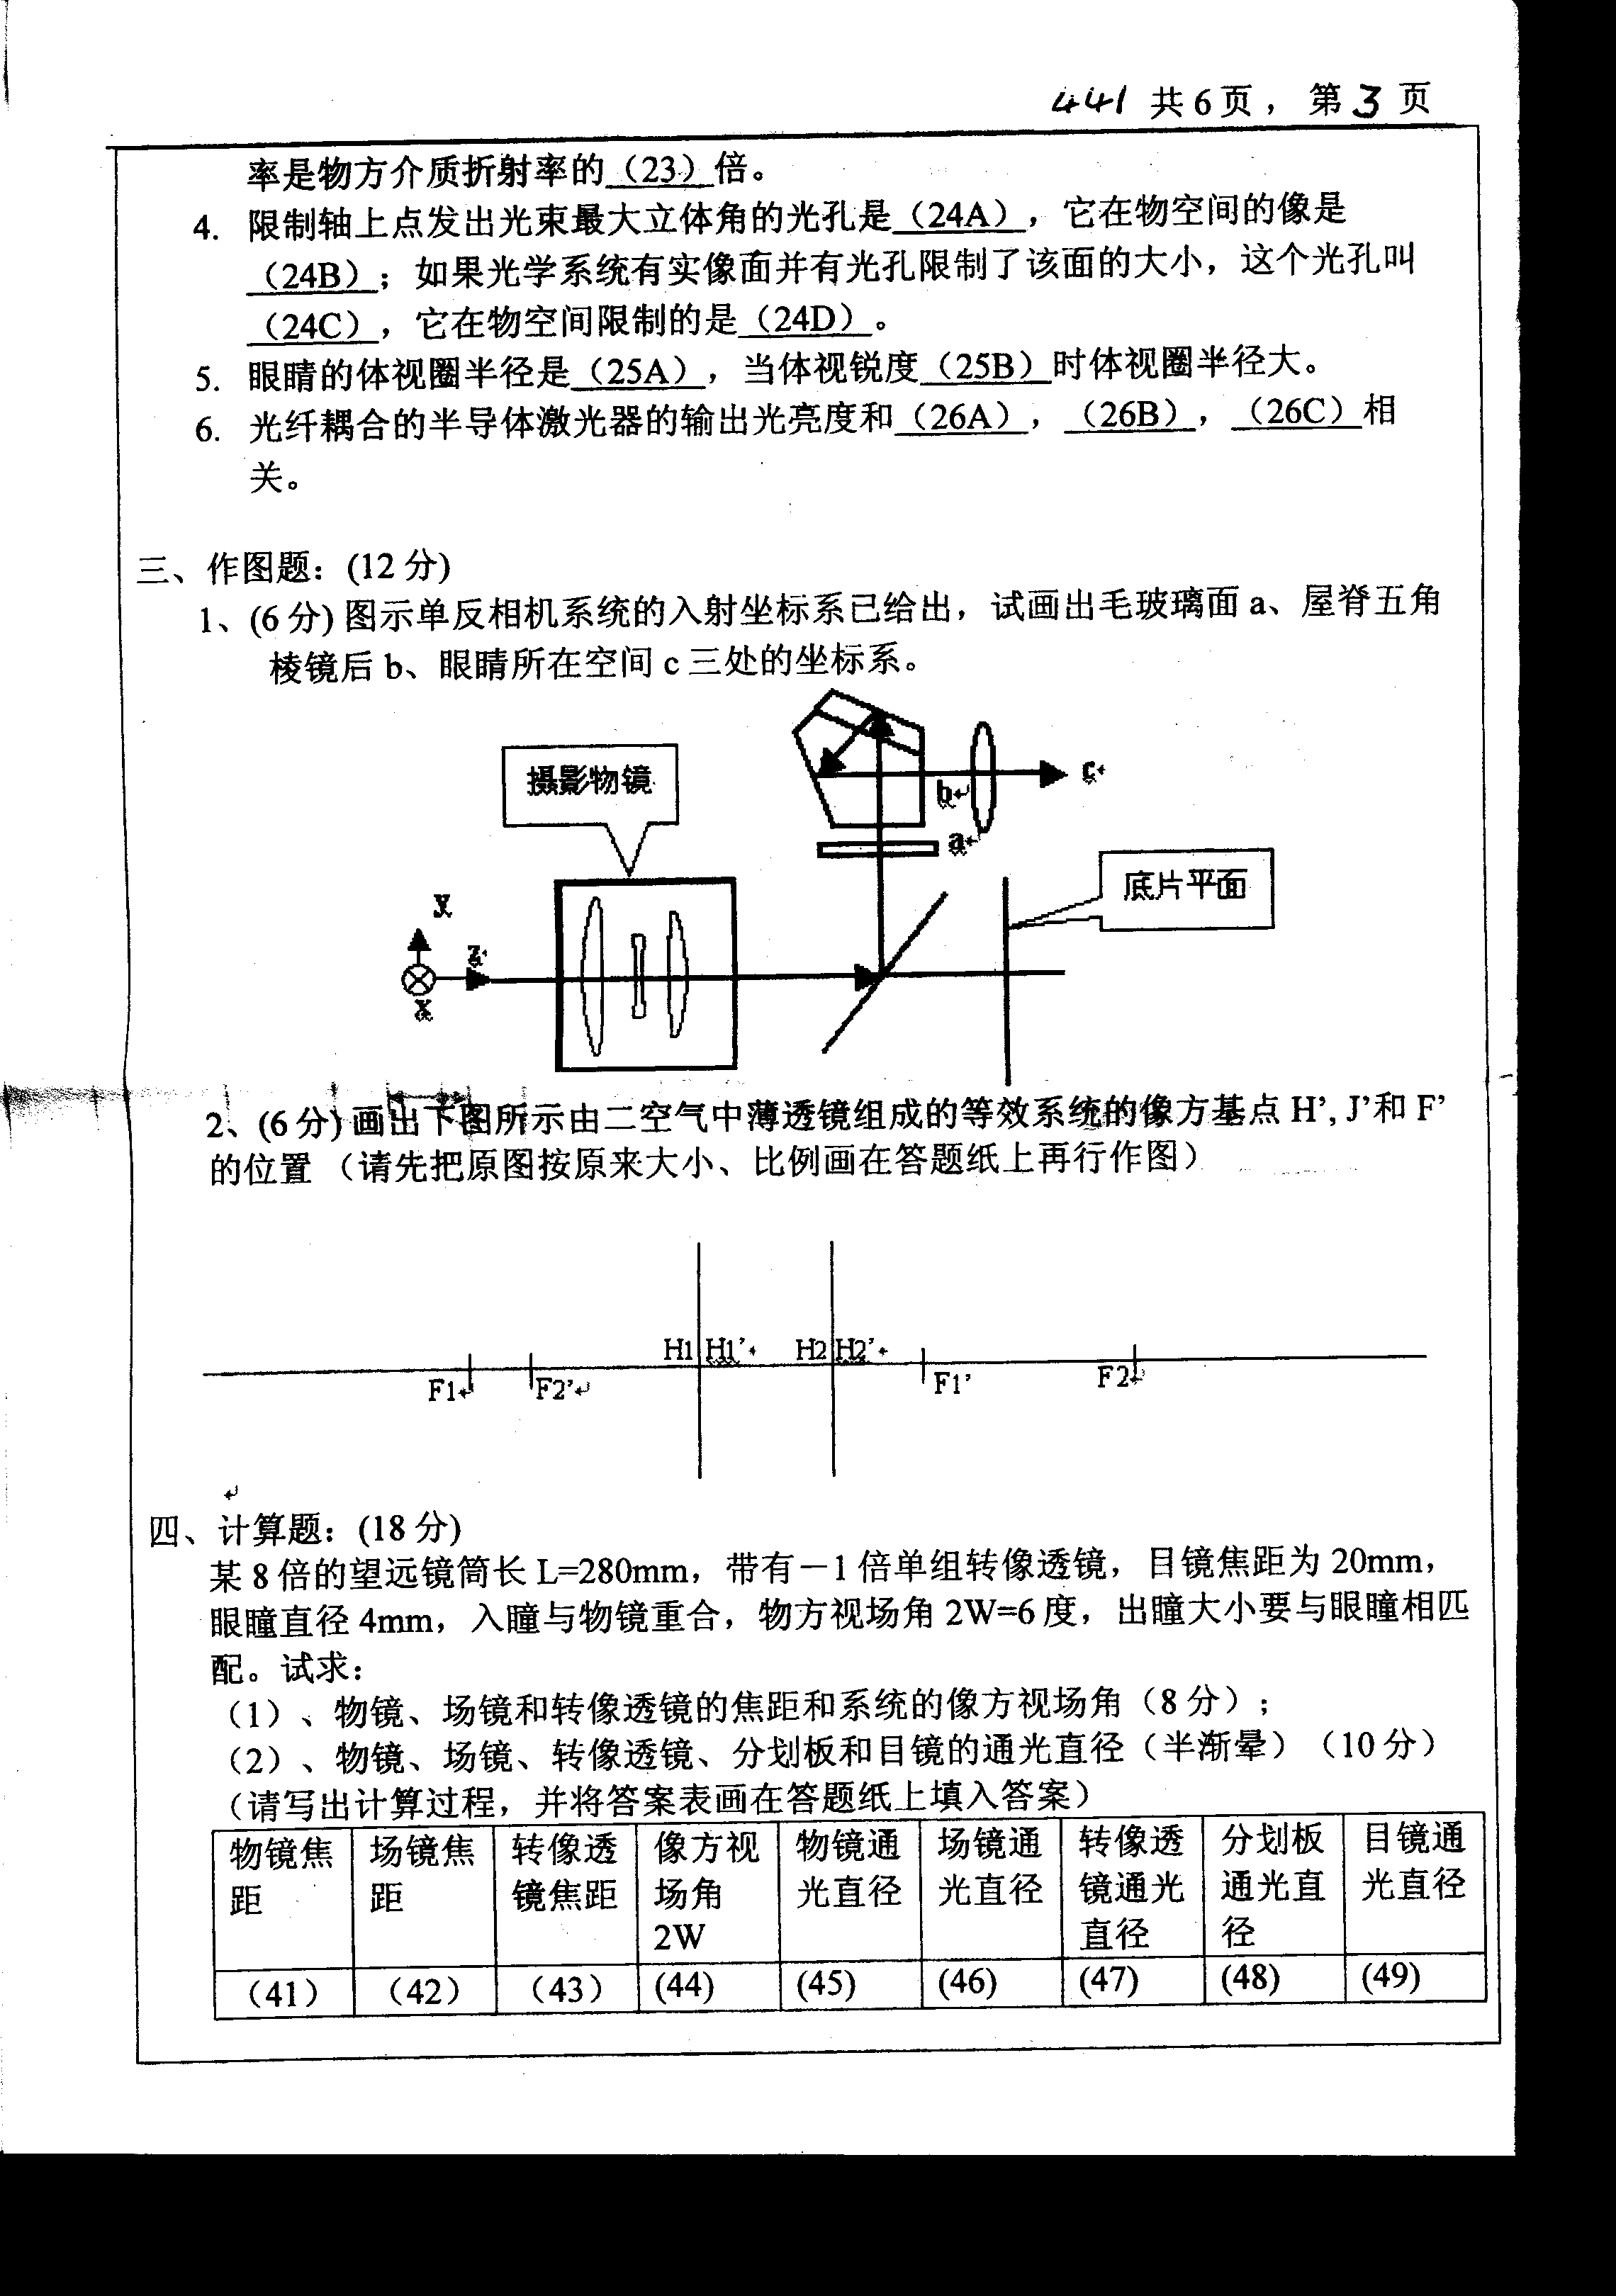 441 共6页，第3页
率是物方介质折射率的（23）倍。
4. 限制轴上点发出光束最大立体角的光孔是（24A），它在物空间的像是
（24B）；如果光学系统有实像面并有光孔限制了该面的大小，这个光孔叫
（24C），它在物空间限制的是（24D）。
5. 眼睛的体视圈半径是（25A），当体视锐度（25B）时体视圈半径大。
6. 光纤耦合的半导体激光器的输出光亮度和（26A），（26B），（26C）相
关。
三、作图题：(12分)
1、(6分)图示单反相机系统的入射坐标系已给出，试画出毛玻璃面a、屋脊五角
棱镜后b、眼睛所在空间c三处的坐标系。
摄影物镜
c
b
a
底片平面
y
z
x
2、(6分)画出下图所示由二空气中薄透镜组成的等效系统的像方基点H’, J’和F’
的位置（请先把原图按原来大小、比例画在答题纸上再行作图）
H1 H1’ H2 H2’
F1 F2’ F1’ F2
四、计算题：(18分)
某8倍的望远镜筒长L=280mm，带有－1倍单组转像透镜，目镜焦距为20mm，
眼瞳直径4mm，入瞳与物镜重合，物方视场角2W=6度，出瞳大小要与眼瞳相匹
配。试求：
（1）、物镜、场镜和转像透镜的焦距和系统的像方视场角（8分）；
（2）、物镜、场镜、转像透镜、分划板和目镜的通光直径（半渐晕）（10分）
（请写出计算过程，并将答案表画在答题纸上填入答案）
物镜焦距 场镜焦距 转像透镜焦距 像方视场角2W 物镜通光直径 场镜通光直径 转像透镜通光直径 分划板通光直径 目镜通光直径
（41） （42） （43） (44) (45) (46) (47) (48) (49)